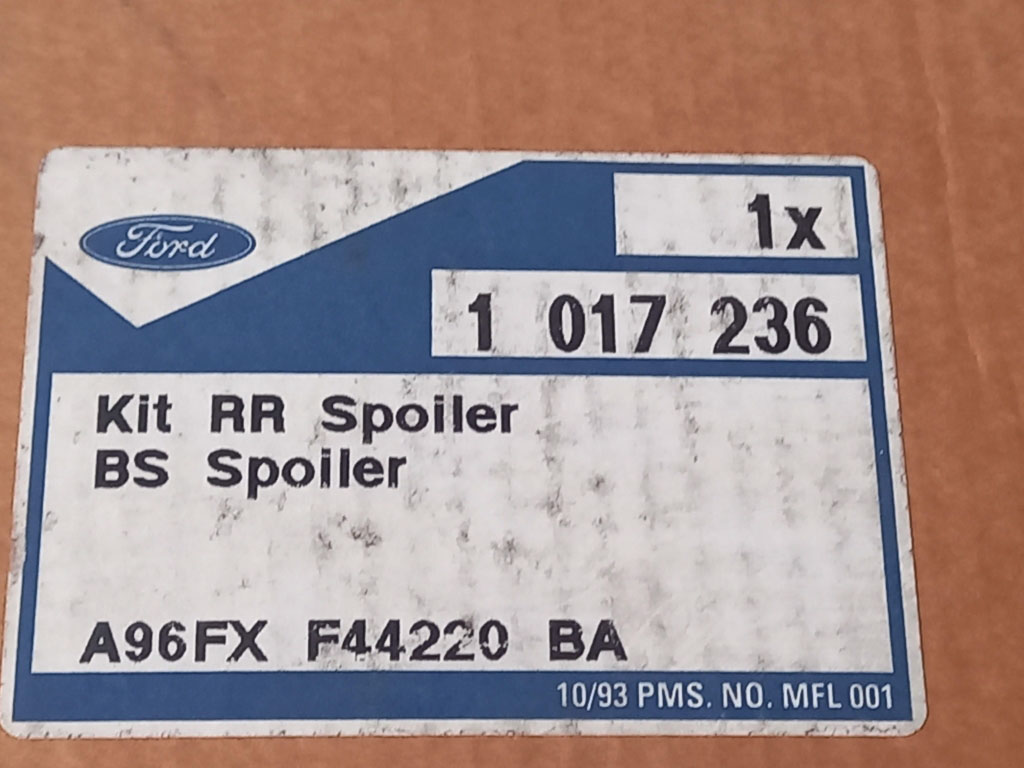 Ford
1x
1 017 236
Kit RR Spoiler
BS Spoiler
A96FX F44220 BA
10/93 PMS. NO. MFL 001